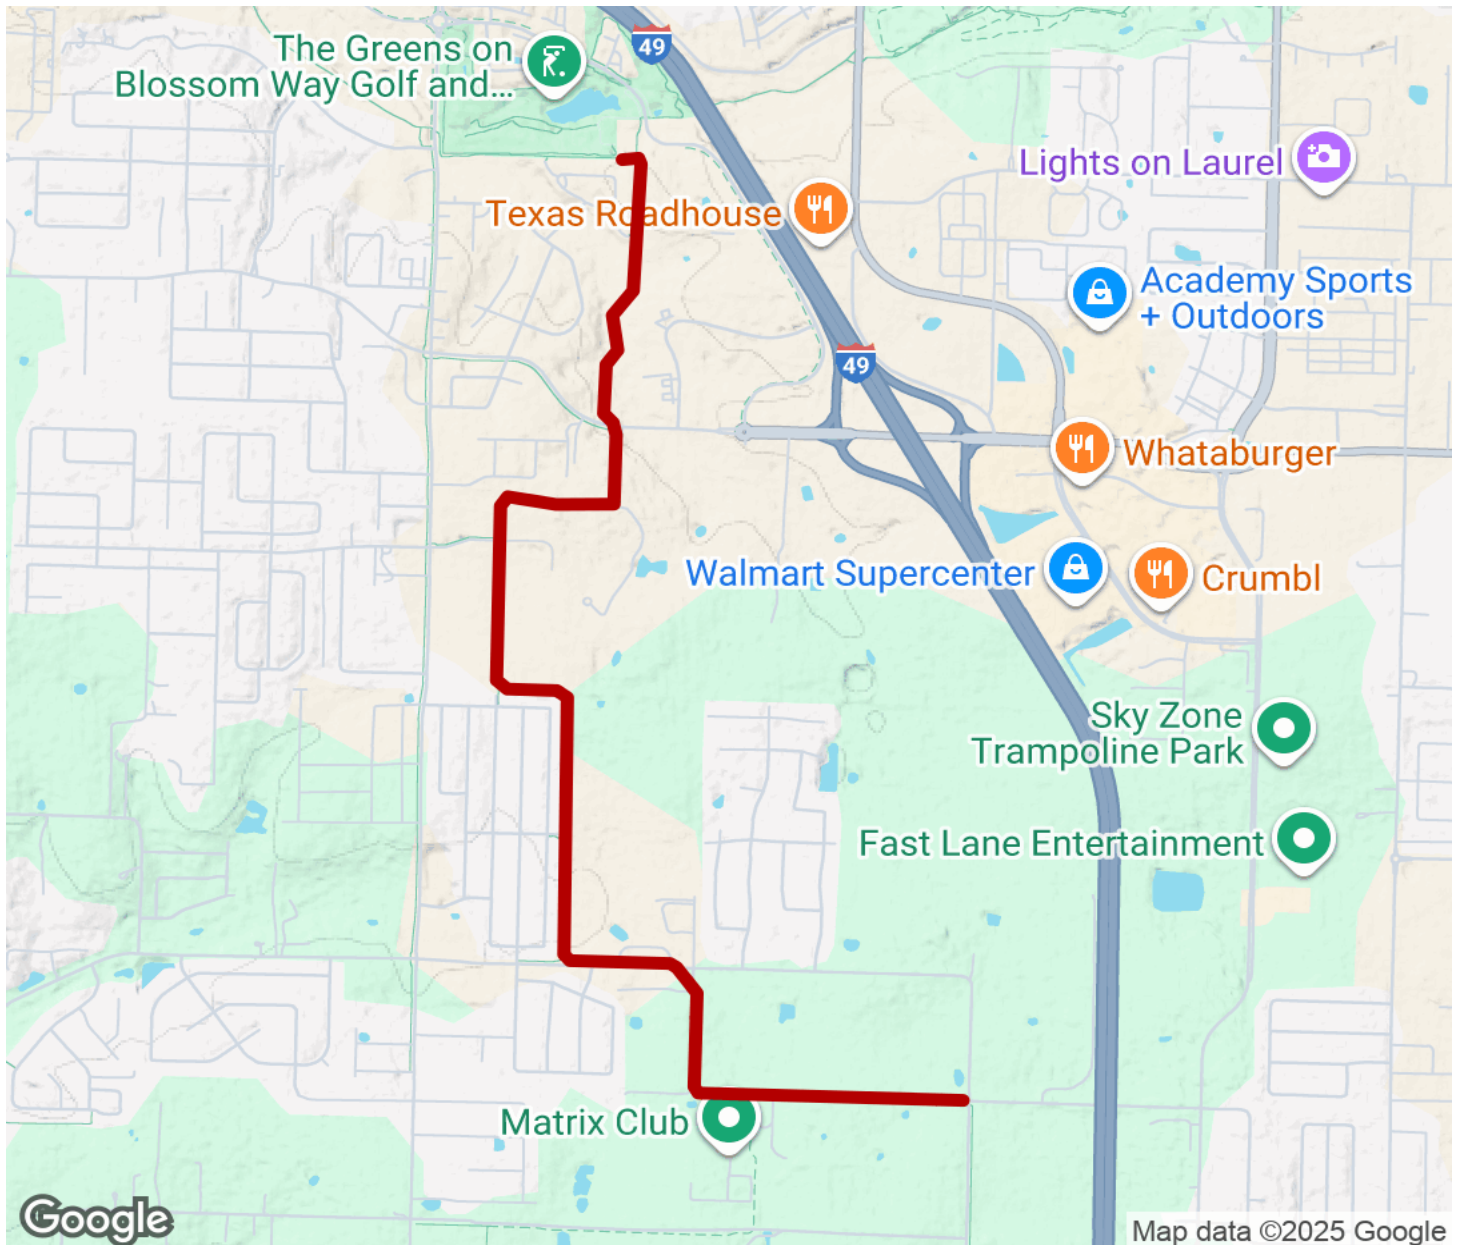 The Greens on
Blossom Way Golf and...
49
Lights on Laurel
Texas Roadhouse
Academy Sports
+ Outdoors
49
Whataburger
Walmart Supercenter
Crumbl
Sky Zone
Trampoline Park
Fast Lane Entertainment
Matrix Club
Google
Map data ©2025 Google